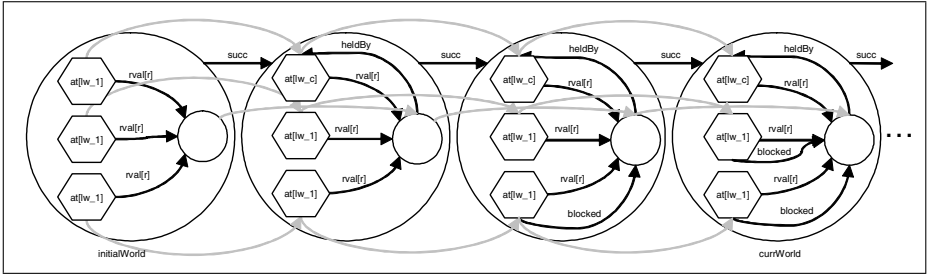 at[lw_1]
rval[r]
at[lw_1]
rval[r]
at[lw_1]
rval[r]
initialWorld
succ
heldBy
at[lw_c]
rval[r]
at[lw_1]
rval[r]
at[lw_1]
rval[r]
succ
heldBy
at[lw_c]
rval[r]
at[lw_1]
rval[r]
at[lw_1]
rval[r]
blocked
succ
heldBy
at[lw_c]
rval[r]
at[lw_1]
rval[r]
blocked
at[lw_1]
rval[r]
blocked
currWorld
succ
...